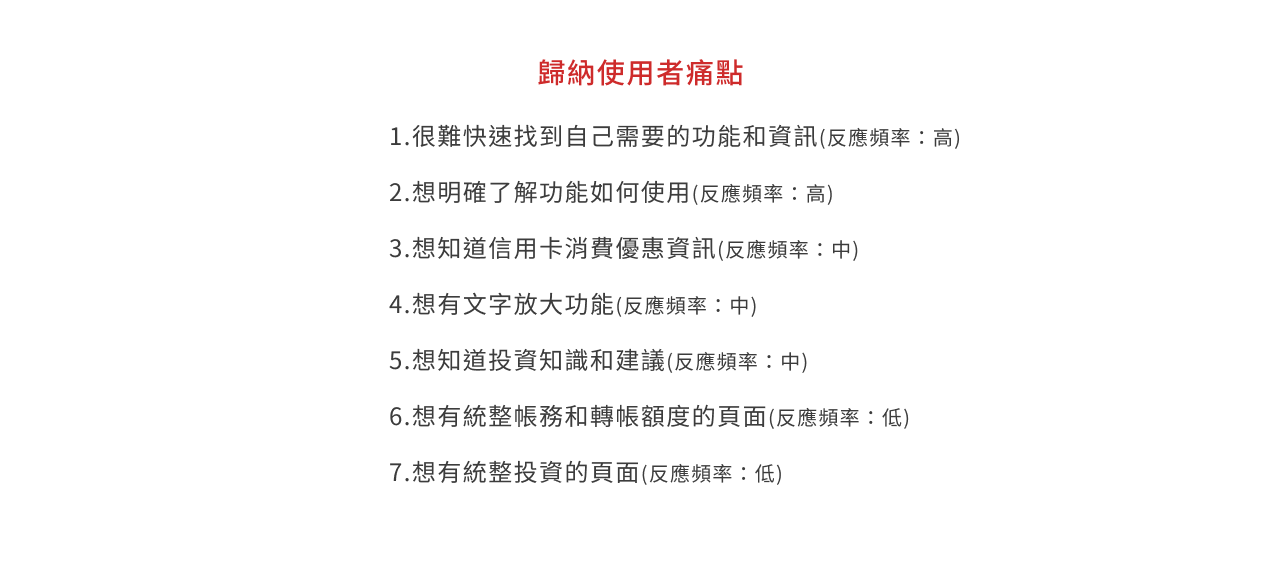 歸納使用者痛點
1.很難快速找到自己需要的功能和資訊(反應頻率：高)
2.想明確了解功能如何使用(反應頻率：高)
3.想知道信用卡消費優惠資訊(反應頻率：中)
4.想有文字放大功能(反應頻率：中)
5.想知道投資知識和建議(反應頻率：中)
6.想有統整帳務和轉帳額度的頁面(反應頻率：低)
7.想有統整投資的頁面(反應頻率：低)